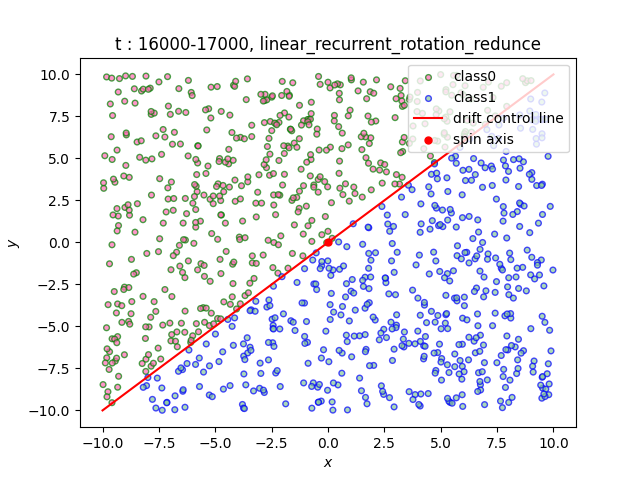 t : 16000-17000, linear_recurrent_rotation_redunce
class0
class1
drift control line
spin axis
10.0
7.5
5.0
2.5
0.0
−2.5
−5.0
−7.5
−10.0
y
−10.0 −7.5 −5.0 −2.5 0.0 2.5 5.0 7.5 10.0
x